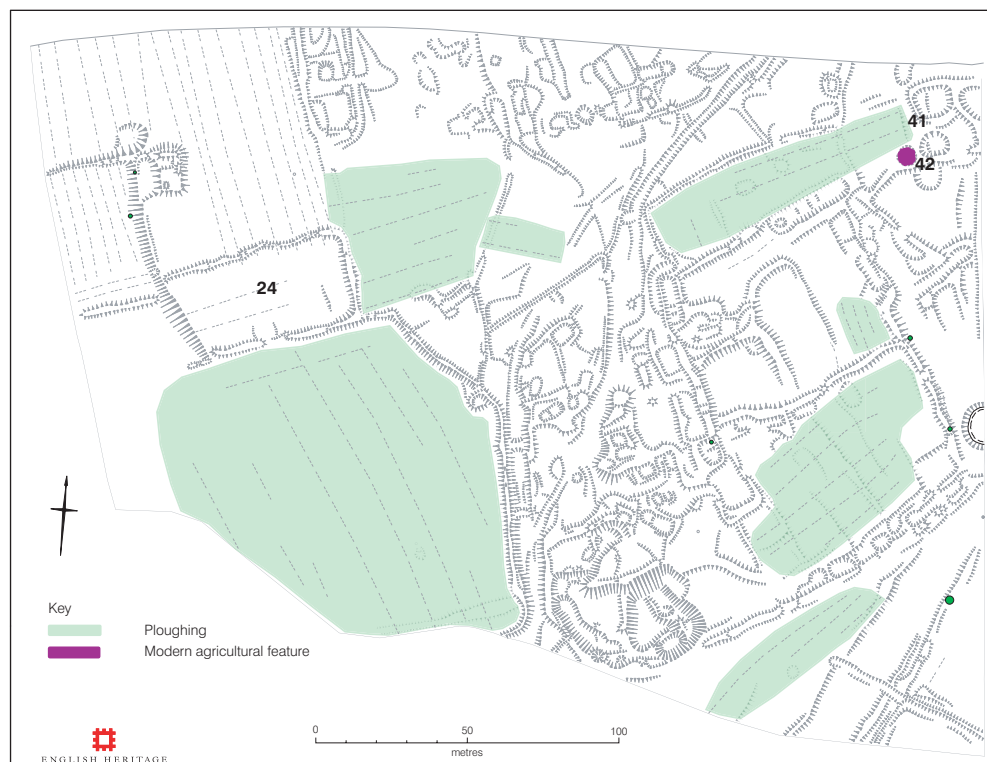 41
42
24
Key
Ploughing
Modern agricultural feature
0 50 100
metres
ENGLISH HERITAGE